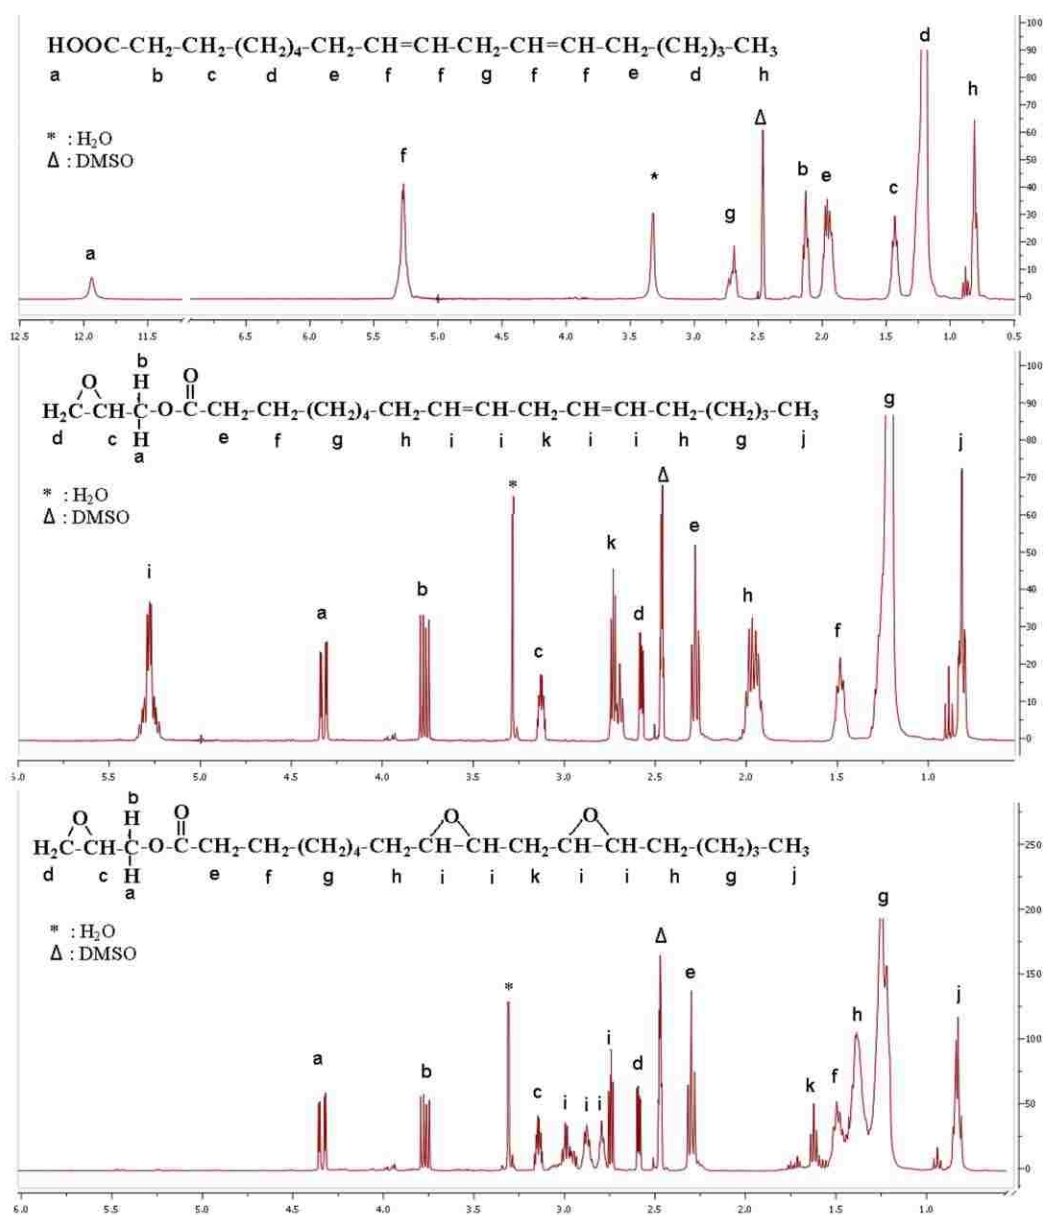 HOOC-CH₂-CH₂-(CH₂)₄-CH₂-CH=CH-CH₂-CH=CH-CH₂-(CH₂)₃-CH₃
a b c d e f f g f f e d h
* : H₂O
Δ : DMSO
a f * g Δ b e c d h
100
90
80
70
60
50
40
30
20
10
0
12.5 12.0 11.5 5.5 5.0 4.5 4.0 3.5 3.0 2.5 2.0 1.5 1.0 0.5
b
H O
O
H₂C-CH-CH-O-C-CH₂-CH₂-(CH₂)₄-CH₂-CH=CH-CH₂-CH=CH-CH₂-(CH₂)₃-CH₃
d c H e f g h i i k i i h g j
a
* : H₂O
Δ : DMSO
i a b * c k d Δ e h f g j
100
90
80
70
60
50
40
30
20
10
0
5.0 5.5 5.0 4.5 4.0 3.5 3.0 2.5 2.0 1.5 1.0
b
H O
O O O
H₂C-CH-CH-O-C-CH₂-CH₂-(CH₂)₄-CH₂-CH-CH-CH₂-CH-CH-CH₂-(CH₂)₃-CH₃
d c H e f g h i i k i i h g j
a
* : H₂O
Δ : DMSO
a b * c i i i i d Δ e k f h g j
250
200
150
100
50
0
6.0 5.5 5.0 4.5 4.0 3.5 3.0 2.5 2.0 1.5 1.0